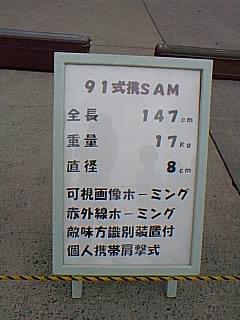 91式携SAM
全長 147cm
重量 17Kg
直径 8cm
可視画像ホーミング
赤外線ホーミング
敵味方識別装置付
個人携帯肩撃式